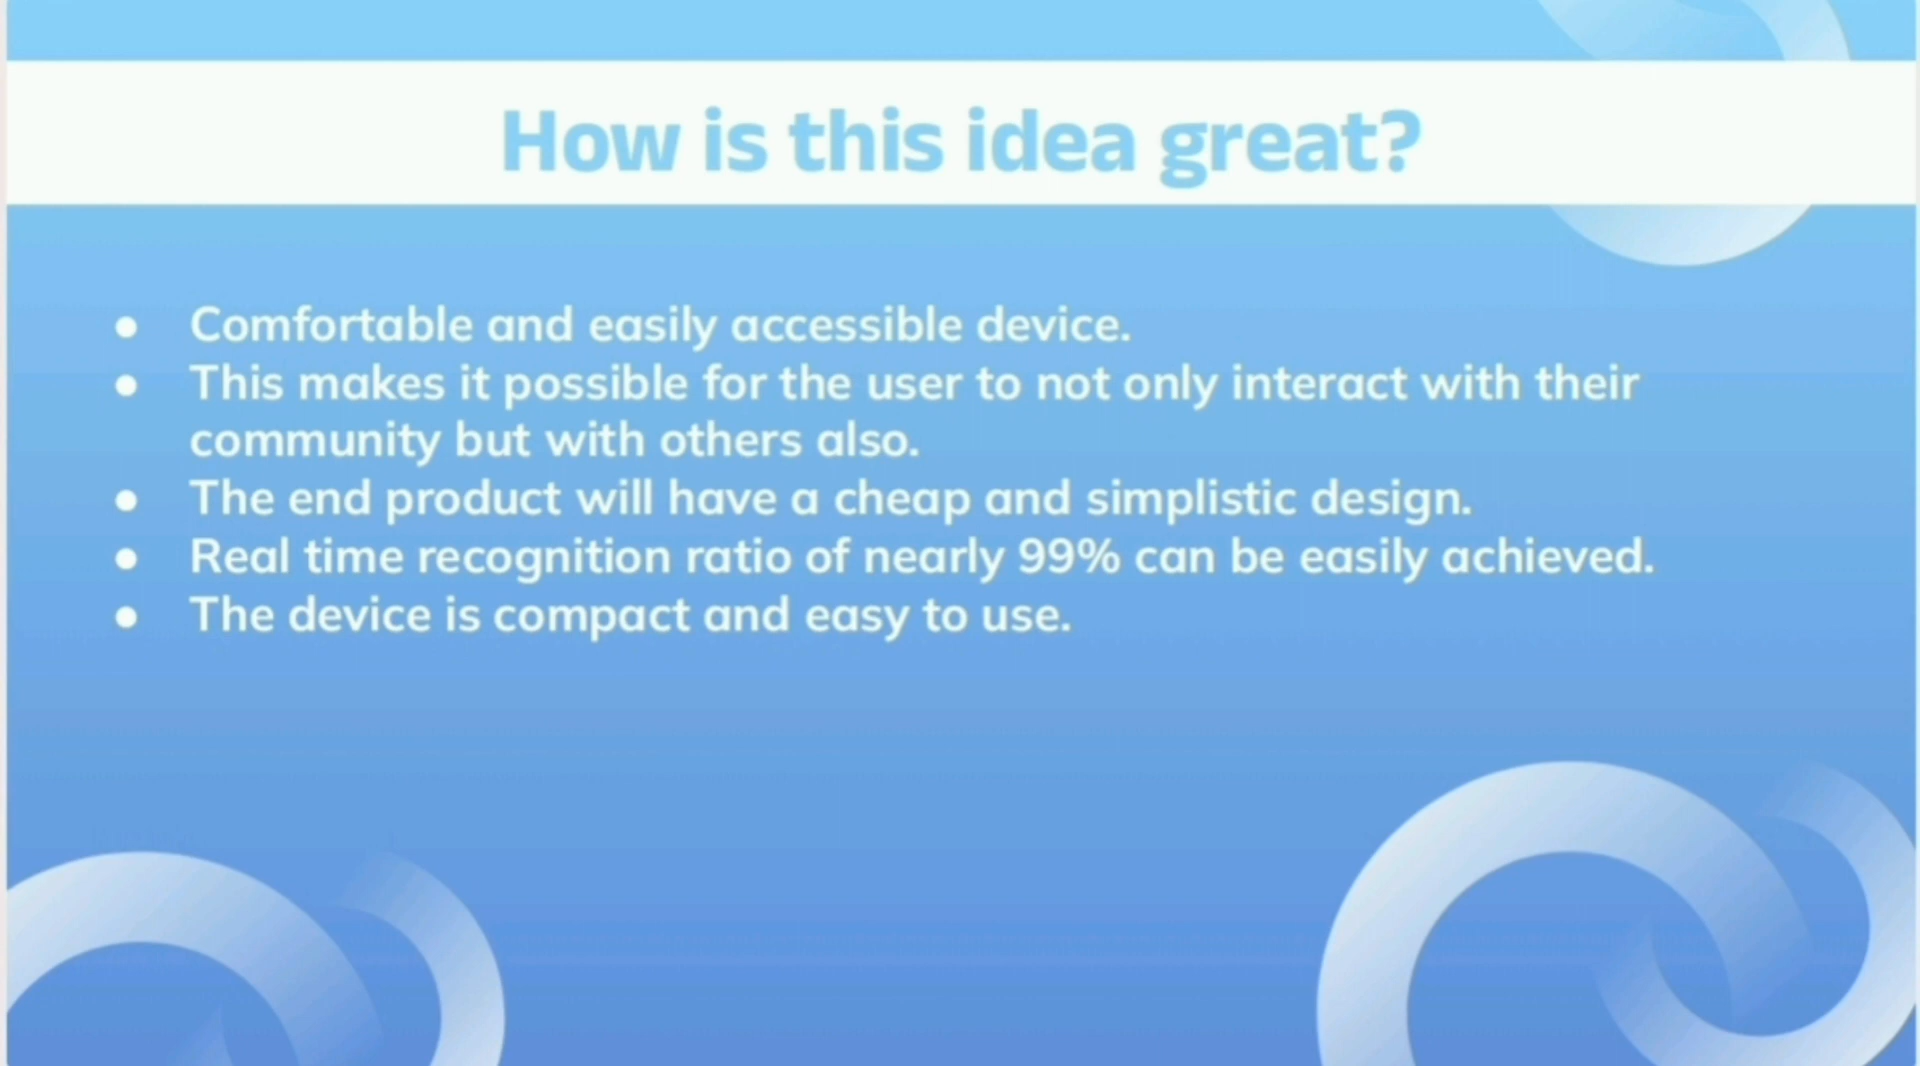 How is this idea great?
● Comfortable and easily accessible device.
● This makes it possible for the user to not only interact with their
community but with others also.
● The end product will have a cheap and simplistic design.
● Real time recognition ratio of nearly 99% can be easily achieved.
● The device is compact and easy to use.